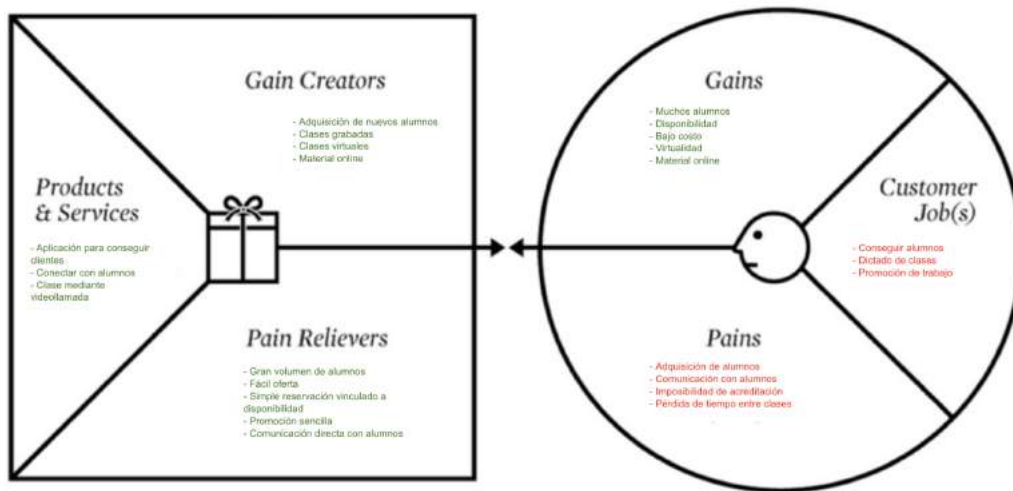 Gain Creators
- Adquisición de nuevos alumnos
- Clases grabadas
- Clases virtuales
- Material online
Products
& Services
- Aplicación para conseguir
clientes
- Conectar con alumnos
- Clase mediante
videollamada
Pain Relievers
- Gran volumen de alumnos
- Fácil oferta
- Simple reservación vinculado a
disponibilidad
- Promoción sencilla
- Comunicación directa con alumnos
Gains
- Muchos alumnos
- Disponibilidad
- Bajo costo
- Virtualidad
- Material online
Customer
Job(s)
- Conseguir alumnos
- Dictado de clases
- Promoción de trabajo
Pains
- Adquisición de alumnos
- Comunicación con alumnos
- Imposibilidad de acreditación
- Pérdida de tiempo entre clases